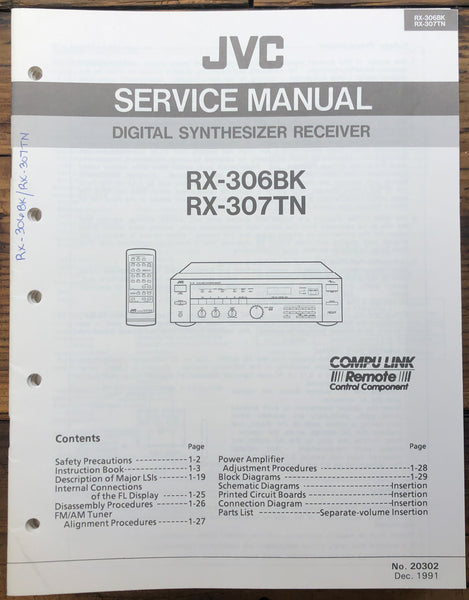 RX-306BK
RX-307TN
JVC
SERVICE MANUAL
DIGITAL SYNTHESIZER RECEIVER
RX-306BK
RX-307TN
RX-306BK/RX-307TN
JVC
JVC
COMPU LINK
Remote
Control Component
Contents
Page
Safety Precautions 1-2
Instruction Book 1-3
Description of Major LSIs 1-19
Internal Connections
of the FL Display 1-25
Disassembly Procedures 1-26
FM/AM Tuner
Alignment Procedures 1-27
Page
Power Amplifier
Adjustment Procedures 1-28
Block Diagrams 1-29
Schematic Diagrams Insertion
Printed Circuit Boards Insertion
Connection Diagram Insertion
Parts List Separate-volume Insertion
No. 20302
Dec. 1991